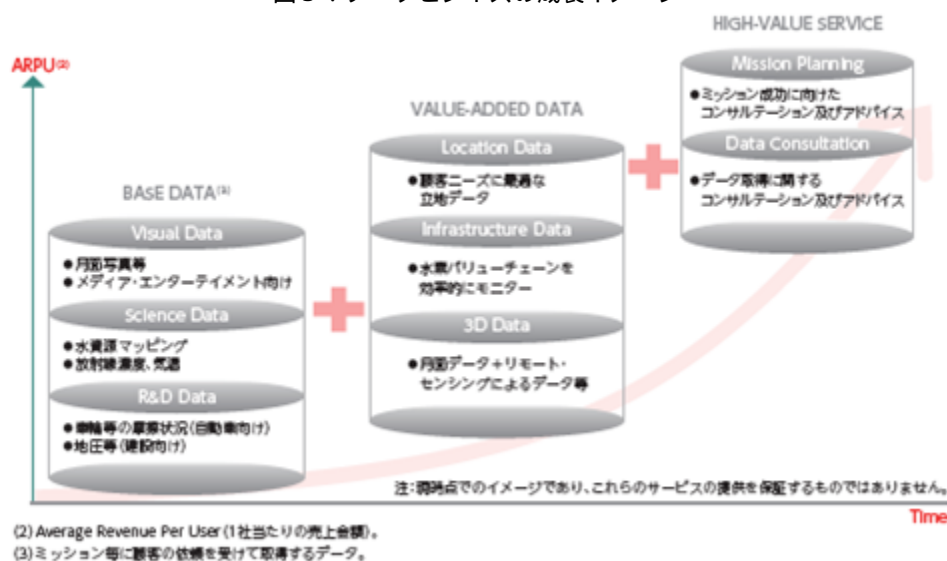 HIGH-VALUE SERVICE
ARPU(2)
Mission Planning
●ミッション成功に向けた
コンサルテーション及びアドバイス
Data Consultation
●データ取得に関する
コンサルテーション及びアドバイス
VALUE-ADDED DATA
Location Data
●顧客ニーズに最適な
立地データ
Infrastructure Data
●水素バリューチェーンを
効率的にモニター
3D Data
●月面データ+リモート・
センシングによるデータ等
BASE DATA(3)
Visual Data
●月面写真等
●メディア・エンターテイメント向け
Science Data
●水資源マッピング
●放射線濃度、気温
R&D Data
●車輪等の摩擦状況(自動車向け)
●地圧等(建設向け)
注:現時点でのイメージであり、これらのサービスの提供を保証するものではありません。
Time
(2) Average Revenue Per User(1社当たりの売上金額)。
(3)ミッション毎に顧客の依頼を受けて取得するデータ。